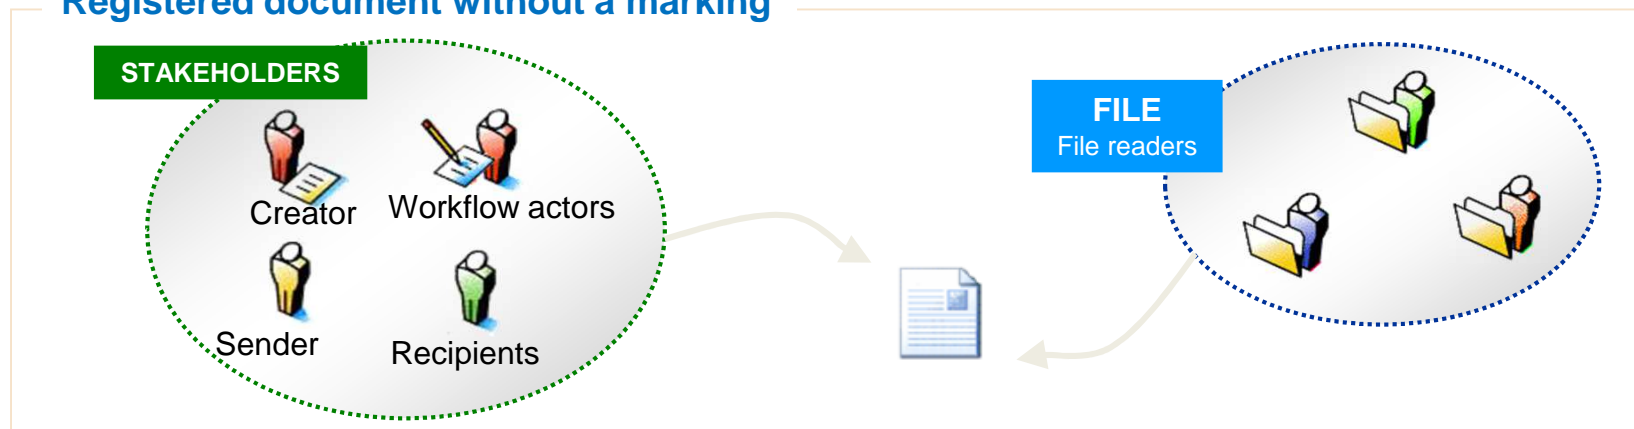 Registered document without a marking
STAKEHOLDERS
Creator
Workflow actors
Sender
Recipients
FILE
File readers